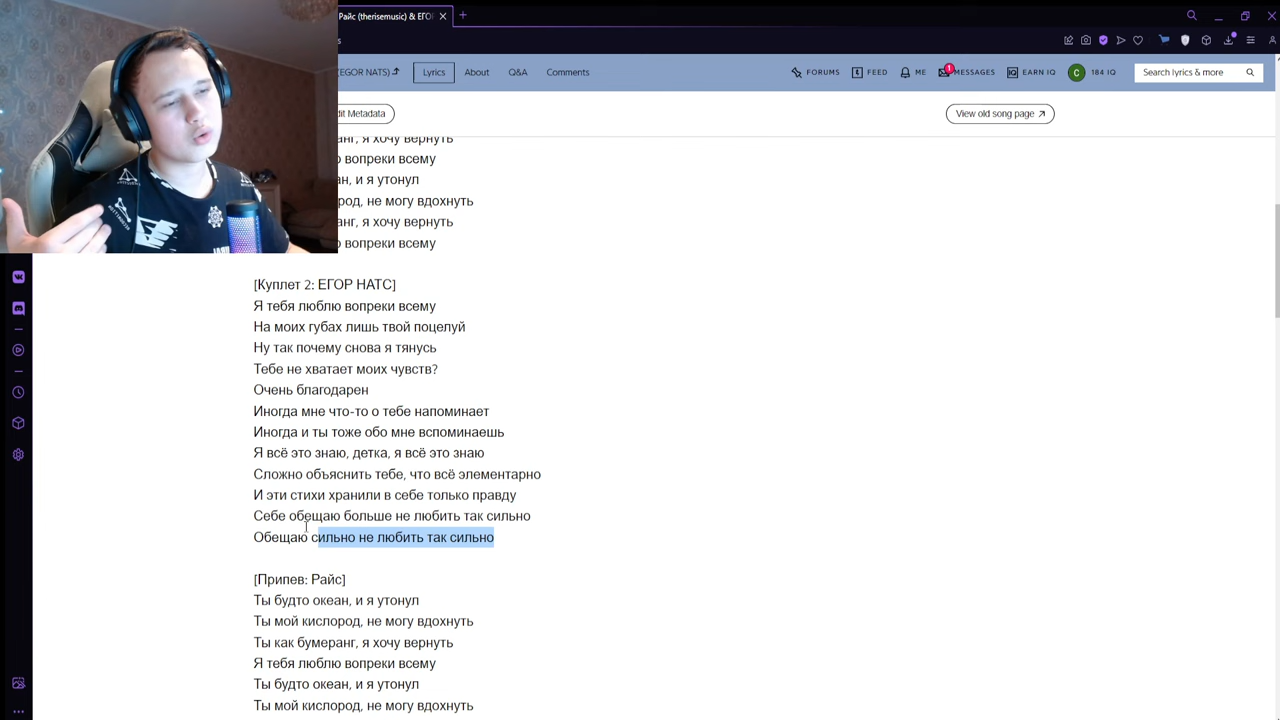 Райс (therisemusic) & ЕГО
s
(EGOR NATS)
Lyrics
About
Q&A
Comments
FORUMS
FEED
ME
1
MESSAGES
EARN IQ
C
184 IQ
Search lyrics & more
dit Metadata
View old song page
анг, я хочу вернуть
ю вопреки всему
ан, и я утонул
род, не могу вдохнуть
анг, я хочу вернуть
ю вопреки всему
[Куплет 2: ЕГОР НАТС]
Я тебя люблю вопреки всему
На моих губах лишь твой поцелуй
Ну так почему снова я тянусь
Тебе не хватает моих чувств?
Очень благодарен
Иногда мне что-то о тебе напоминает
Иногда и ты тоже обо мне вспоминаешь
Я всё это знаю, детка, я всё это знаю
Сложно объяснить тебе, что всё элементарно
И эти стихи хранили в себе только правду
Себе обещаю больше не любить так сильно
Обещаю сильно не любить так сильно
[Припев: Райс]
Ты будто океан, и я утонул
Ты мой кислород, не могу вдохнуть
Ты как бумеранг, я хочу вернуть
Я тебя люблю вопреки всему
Ты будто океан, и я утонул
Ты мой кислород, не могу вдохнуть